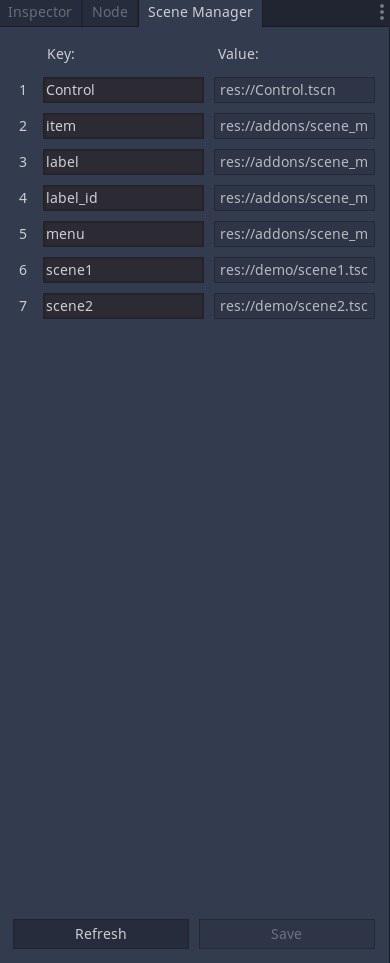 Inspector Node Scene Manager
Key: Value:
1 Control res://Control.tscn
2 item res://addons/scene_m
3 label res://addons/scene_m
4 label_id res://addons/scene_m
5 menu res://addons/scene_m
6 scene1 res://demo/scene1.tsc
7 scene2 res://demo/scene2.tsc
Refresh Save